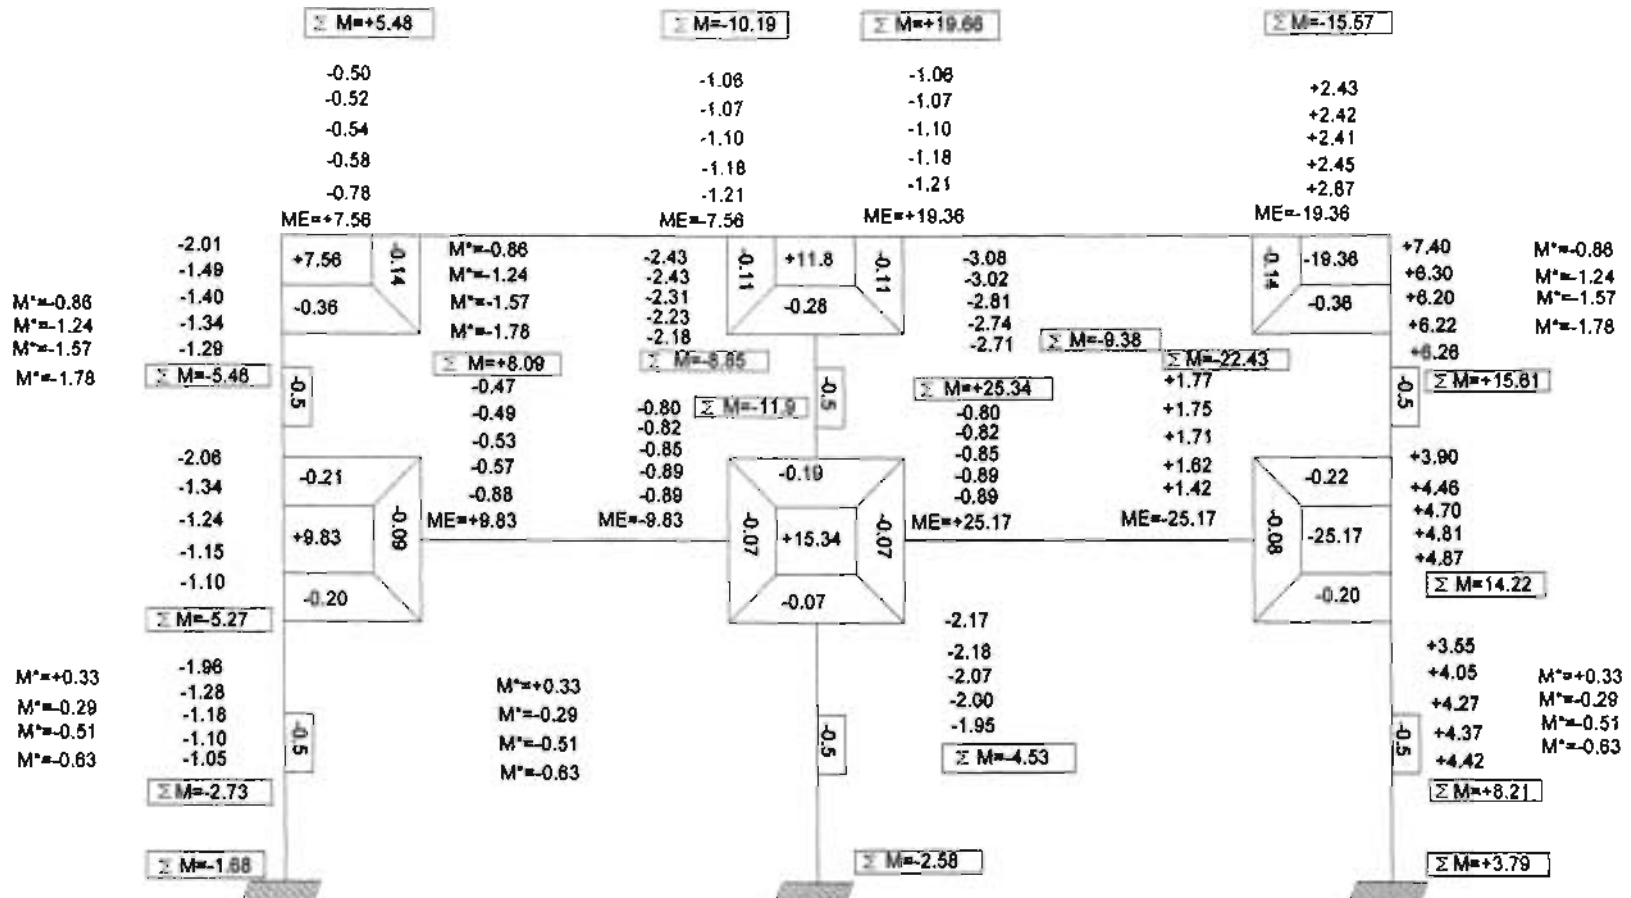 Σ M=+5.48
Σ M=-10.19
Σ M=+19.66
Σ M=-15.57
-0.50
-0.52
-0.54
-0.58
-0.78
ME=+7.56
-1.06
-1.07
-1.10
-1.18
-1.21
ME=-7.56
-1.06
-1.07
-1.10
-1.18
-1.21
ME=+19.36
+2.43
+2.42
+2.41
+2.45
+2.87
ME=-19.36
M*=-0.86
M*=-1.24
M*=-1.57
M*=-1.78
-2.01
-1.49
-1.40
-1.34
-1.29
Σ M=-5.46
+7.56
-0.14
-0.36
M*=-0.86
M*=-1.24
M*=-1.57
M*=-1.78
Σ M=+8.09
-2.43
-2.43
-2.31
-2.23
-2.18
Σ M=-8.65
-0.11
+11.8
-0.11
-0.28
-3.08
-3.02
-2.81
-2.74
-2.71
Σ M=-9.38
Σ M=-22.43
-0.14
-19.36
-0.36
+7.40
+6.30
+6.20
+6.22
+6.26
Σ M=+15.61
M*=-0.86
M*=-1.24
M*=-1.57
M*=-1.78
-0.5
-0.47
-0.49
-0.53
-0.57
-0.88
ME=+9.83
-0.80
-0.82
-0.85
-0.89
-0.89
ME=-9.83
Σ M=-11.9
-0.5
Σ M=+25.34
-0.80
-0.82
-0.85
-0.89
-0.89
ME=+25.17
+1.77
+1.75
+1.71
+1.62
+1.42
ME=-25.17
-0.5
-2.06
-1.34
-1.24
-1.15
-1.10
Σ M=-5.27
-0.21
+9.83
-0.09
-0.20
-0.19
-0.07
+15.34
-0.07
-0.07
-0.22
-0.08
-25.17
-0.20
+3.90
+4.46
+4.70
+4.81
+4.87
Σ M=14.22
M*=+0.33
M*=-0.29
M*=-0.51
M*=-0.63
-1.96
-1.28
-1.18
-1.10
-1.05
Σ M=-2.73
-0.5
M*=+0.33
M*=-0.29
M*=-0.51
M*=-0.63
-0.5
-2.17
-2.18
-2.07
-2.00
-1.95
Σ M=-4.53
-0.5
+3.55
+4.05
+4.27
+4.37
+4.42
Σ M=+8.21
M*=+0.33
M*=-0.29
M*=-0.51
M*=-0.63
Σ M=-1.68
Σ M=-2.58
Σ M=+3.79